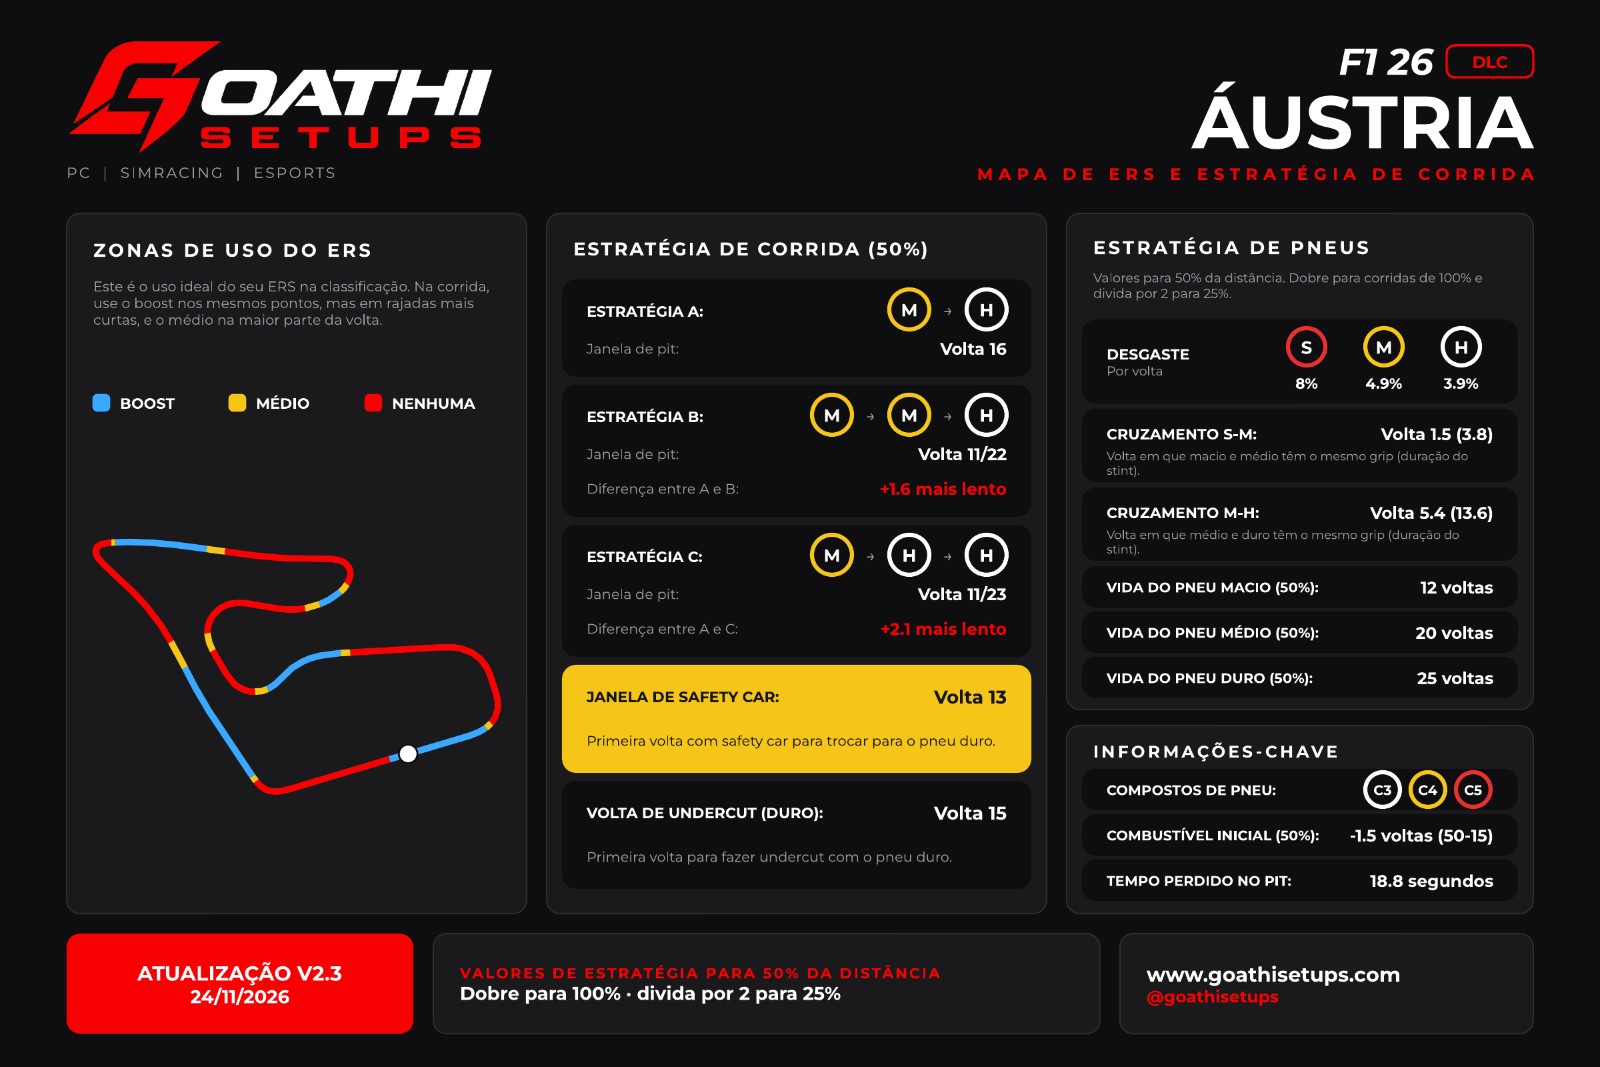 GOATHI
SETUPS
PC | SIMRACING | ESPORTS
F1 26 DLC
ÁUSTRIA
MAPA DE ERS E ESTRATÉGIA DE CORRIDA
ZONAS DE USO DO ERS
Este é o uso ideal do seu ERS na classificação. Na corrida,
use o boost nos mesmos pontos, mas em rajadas mais
curtas, e o médio na maior parte da volta.
BOOST MÉDIO NENHUMA
ESTRATÉGIA DE CORRIDA (50%)
ESTRATÉGIA A: M → H
Janela de pit: Volta 16
ESTRATÉGIA B: M → M → H
Janela de pit: Volta 11/22
Diferença entre A e B: +1.6 mais lento
ESTRATÉGIA C: M → H → H
Janela de pit: Volta 11/23
Diferença entre A e C: +2.1 mais lento
JANELA DE SAFETY CAR: Volta 13
Primeira volta com safety car para trocar para o pneu duro.
VOLTA DE UNDERCUT (DURO): Volta 15
Primeira volta para fazer undercut com o pneu duro.
ESTRATÉGIA DE PNEUS
Valores para 50% da distância. Dobre para corridas de 100% e
divida por 2 para 25%.
DESGASTE S M H
Por volta 8% 4.9% 3.9%
CRUZAMENTO S-M: Volta 1.5 (3.8)
Volta em que macio e médio têm o mesmo grip (duração do
stint).
CRUZAMENTO M-H: Volta 5.4 (13.6)
Volta em que médio e duro têm o mesmo grip (duração do
stint).
VIDA DO PNEU MACIO (50%): 12 voltas
VIDA DO PNEU MÉDIO (50%): 20 voltas
VIDA DO PNEU DURO (50%): 25 voltas
INFORMAÇÕES-CHAVE
COMPOSTOS DE PNEU: C3 C4 C5
COMBUSTÍVEL INICIAL (50%): -1.5 voltas (50-15)
TEMPO PERDIDO NO PIT: 18.8 segundos
ATUALIZAÇÃO V2.3
24/11/2026
VALORES DE ESTRATÉGIA PARA 50% DA DISTÂNCIA
Dobre para 100% · divida por 2 para 25%
www.goathisetups.com
@goathisetups